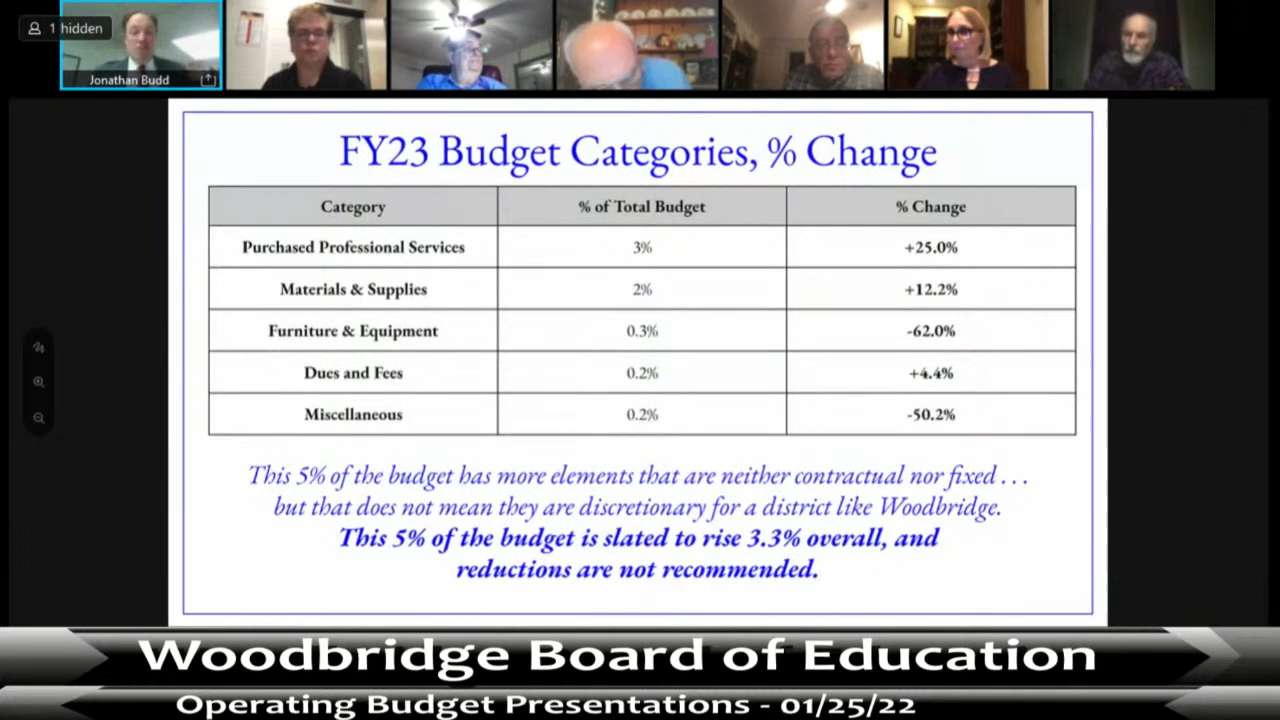 1 hidden
Jonathan Budd
FY23 Budget Categories, % Change
Category % of Total Budget % Change
Purchased Professional Services 3% +25.0%
Materials & Supplies 2% +12.2%
Furniture & Equipment 0.3% -62.0%
Dues and Fees 0.2% +4.4%
Miscellaneous 0.2% -50.2%
This 5% of the budget has more elements that are neither contractual nor fixed . . .
but that does not mean they are discretionary for a district like Woodbridge.
This 5% of the budget is slated to rise 3.3% overall, and
reductions are not recommended.
Woodbridge Board of Education
Operating Budget Presentations - 01/25/22